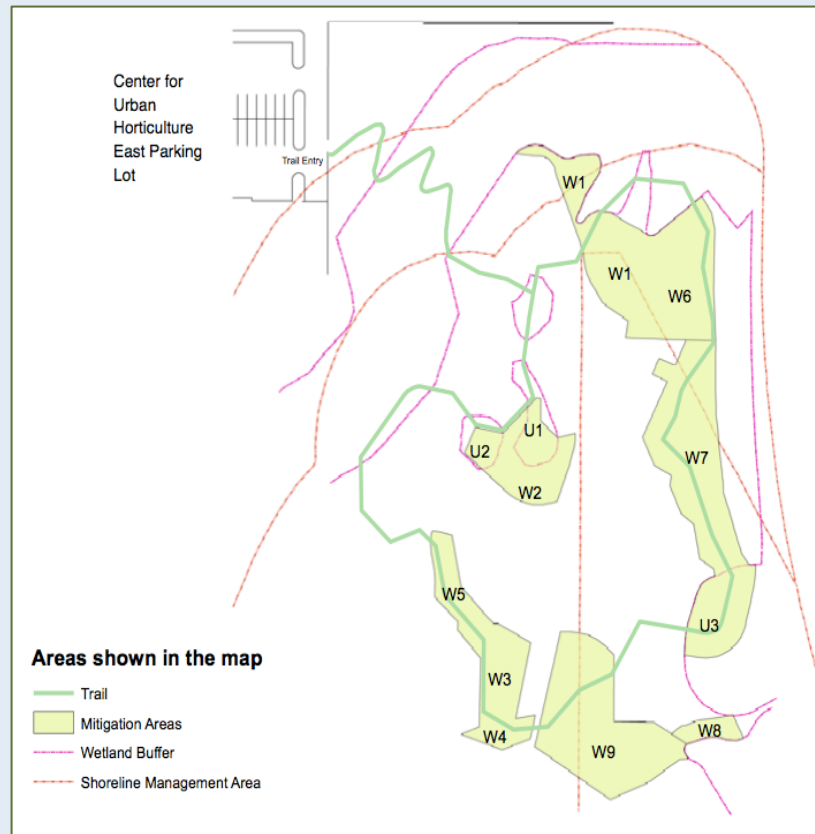 Center for
Urban
Horticulture
East Parking
Lot
Trail Entry
W1
W1
W6
U1
U2
W2
W7
W5
U3
W3
W4
W9
W8
Areas shown in the map
Trail
Mitigation Areas
Wetland Buffer
Shoreline Management Area